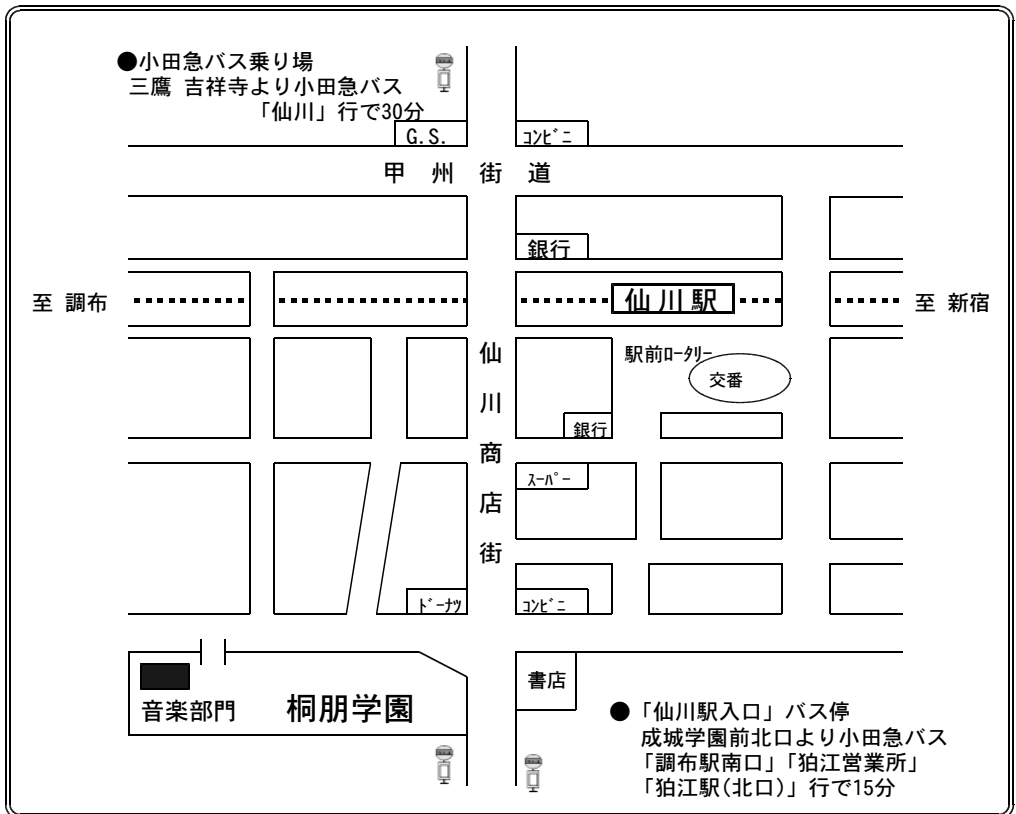 ●小田急バス乗り場
三鷹 吉祥寺より小田急バス
「仙川」行で30分
G.S.
ｺﾝﾋﾞﾆ
甲 州 街 道
銀行
至 調布
仙川駅
至 新宿
仙川商店街
駅前ﾛｰﾀﾘｰ
交番
銀行
ｽｰﾊﾟｰ
ﾄﾞｰﾅﾂ
ｺﾝﾋﾞﾆ
音楽部門
桐朋学園
書店
●「仙川駅入口」バス停
成城学園前北口より小田急バス
「調布駅南口」「狛江営業所」
「狛江駅(北口)」行で15分